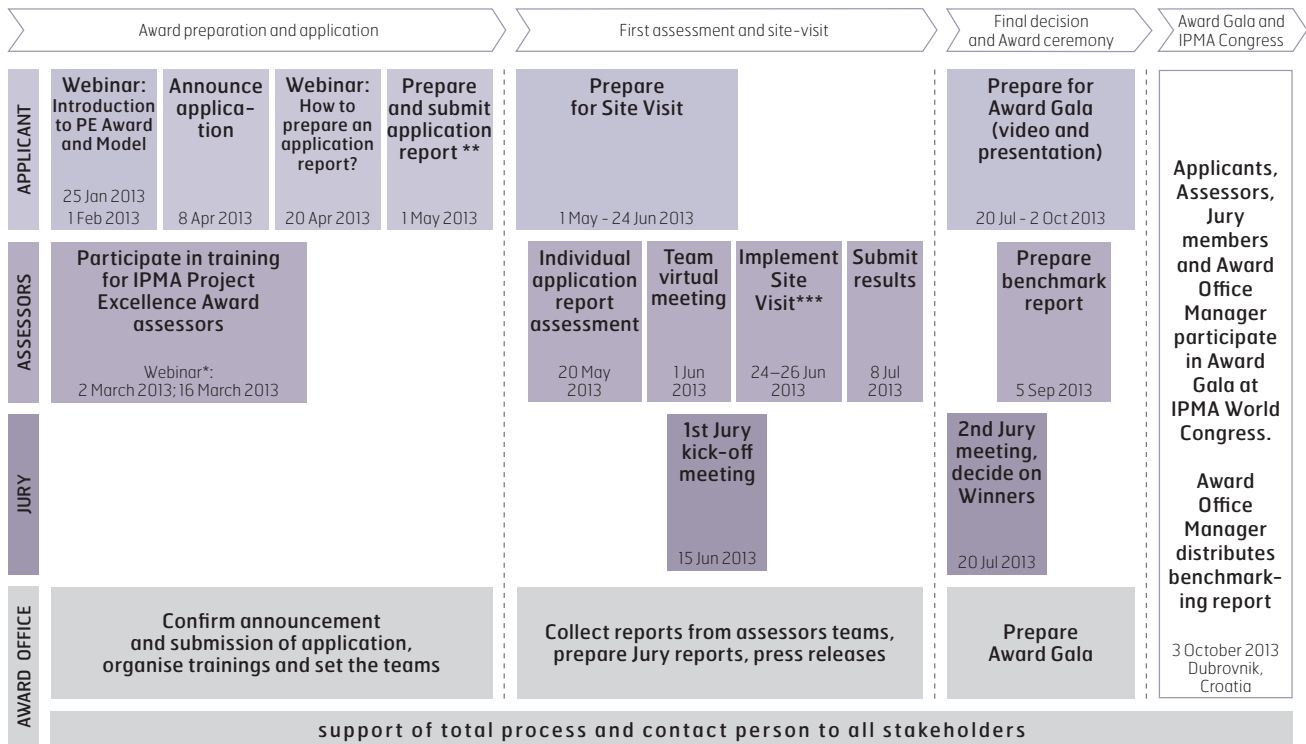 Award preparation and application
First assessment and site-visit
Final decision
and Award ceremony
Award Gala and
IPMA Congress
APPLICANT
Webinar:
Introduction
to PE Award
and Model
25 Jan 2013
1 Feb 2013
Announce
applica-
tion
8 Apr 2013
Webinar:
How to
prepare an
application
report?
20 Apr 2013
Prepare
and submit
application
report **
1 May 2013
Prepare
for Site Visit
1 May - 24 Jun 2013
Prepare for
Award Gala
(video and
presentation)
20 Jul - 2 Oct 2013
ASSESSORS
Participate in training
for IPMA Project
Excellence Award
assessors
Webinar*:
2 March 2013; 16 March 2013
Individual
application
report
assessment
20 May
2013
Team
virtual
meeting
1 Jun
2013
Implement
Site
Visit***
24–26 Jun
2013
Submit
results
8 Jul
2013
Prepare
benchmark
report
5 Sep 2013
JURY
1st Jury
kick-off
meeting
15 Jun 2013
2nd Jury
meeting,
decide on
Winners
20 Jul 2013
AWARD OFFICE
Confirm announcement
and submission of application,
organise trainings and set the teams
Collect reports from assessors teams,
prepare Jury reports, press releases
Prepare
Award Gala
support of total process and contact person to all stakeholders
Applicants,
Assessors,
Jury
members
and Award
Office
Manager
participate
in Award
Gala at
IPMA World
Congress.
Award
Office
Manager
distributes
benchmark-
ing report
3 October 2013
Dubrovnik,
Croatia